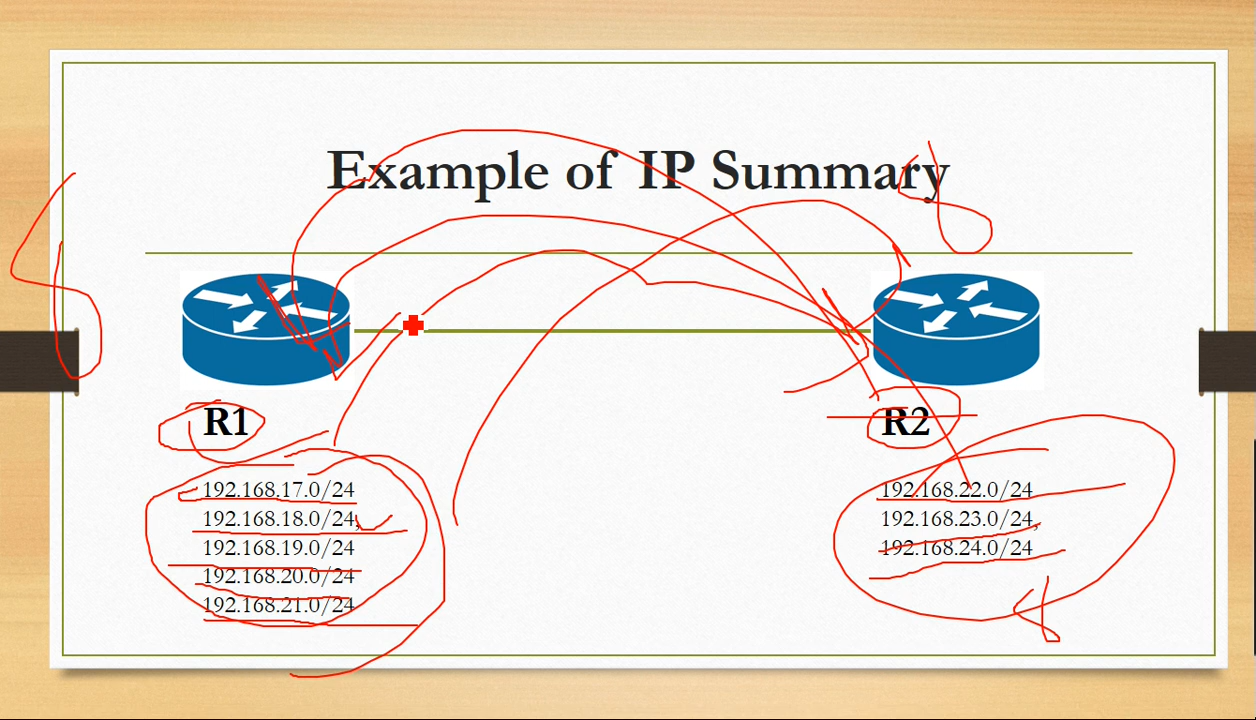 Example of IP Summary
R1
192.168.17.0/24
192.168.18.0/24,
192.168.19.0/24
192.168.20.0/24
192.168.21.0/24
R2
192.168.22.0/24
192.168.23.0/24,
192.168.24.0/24